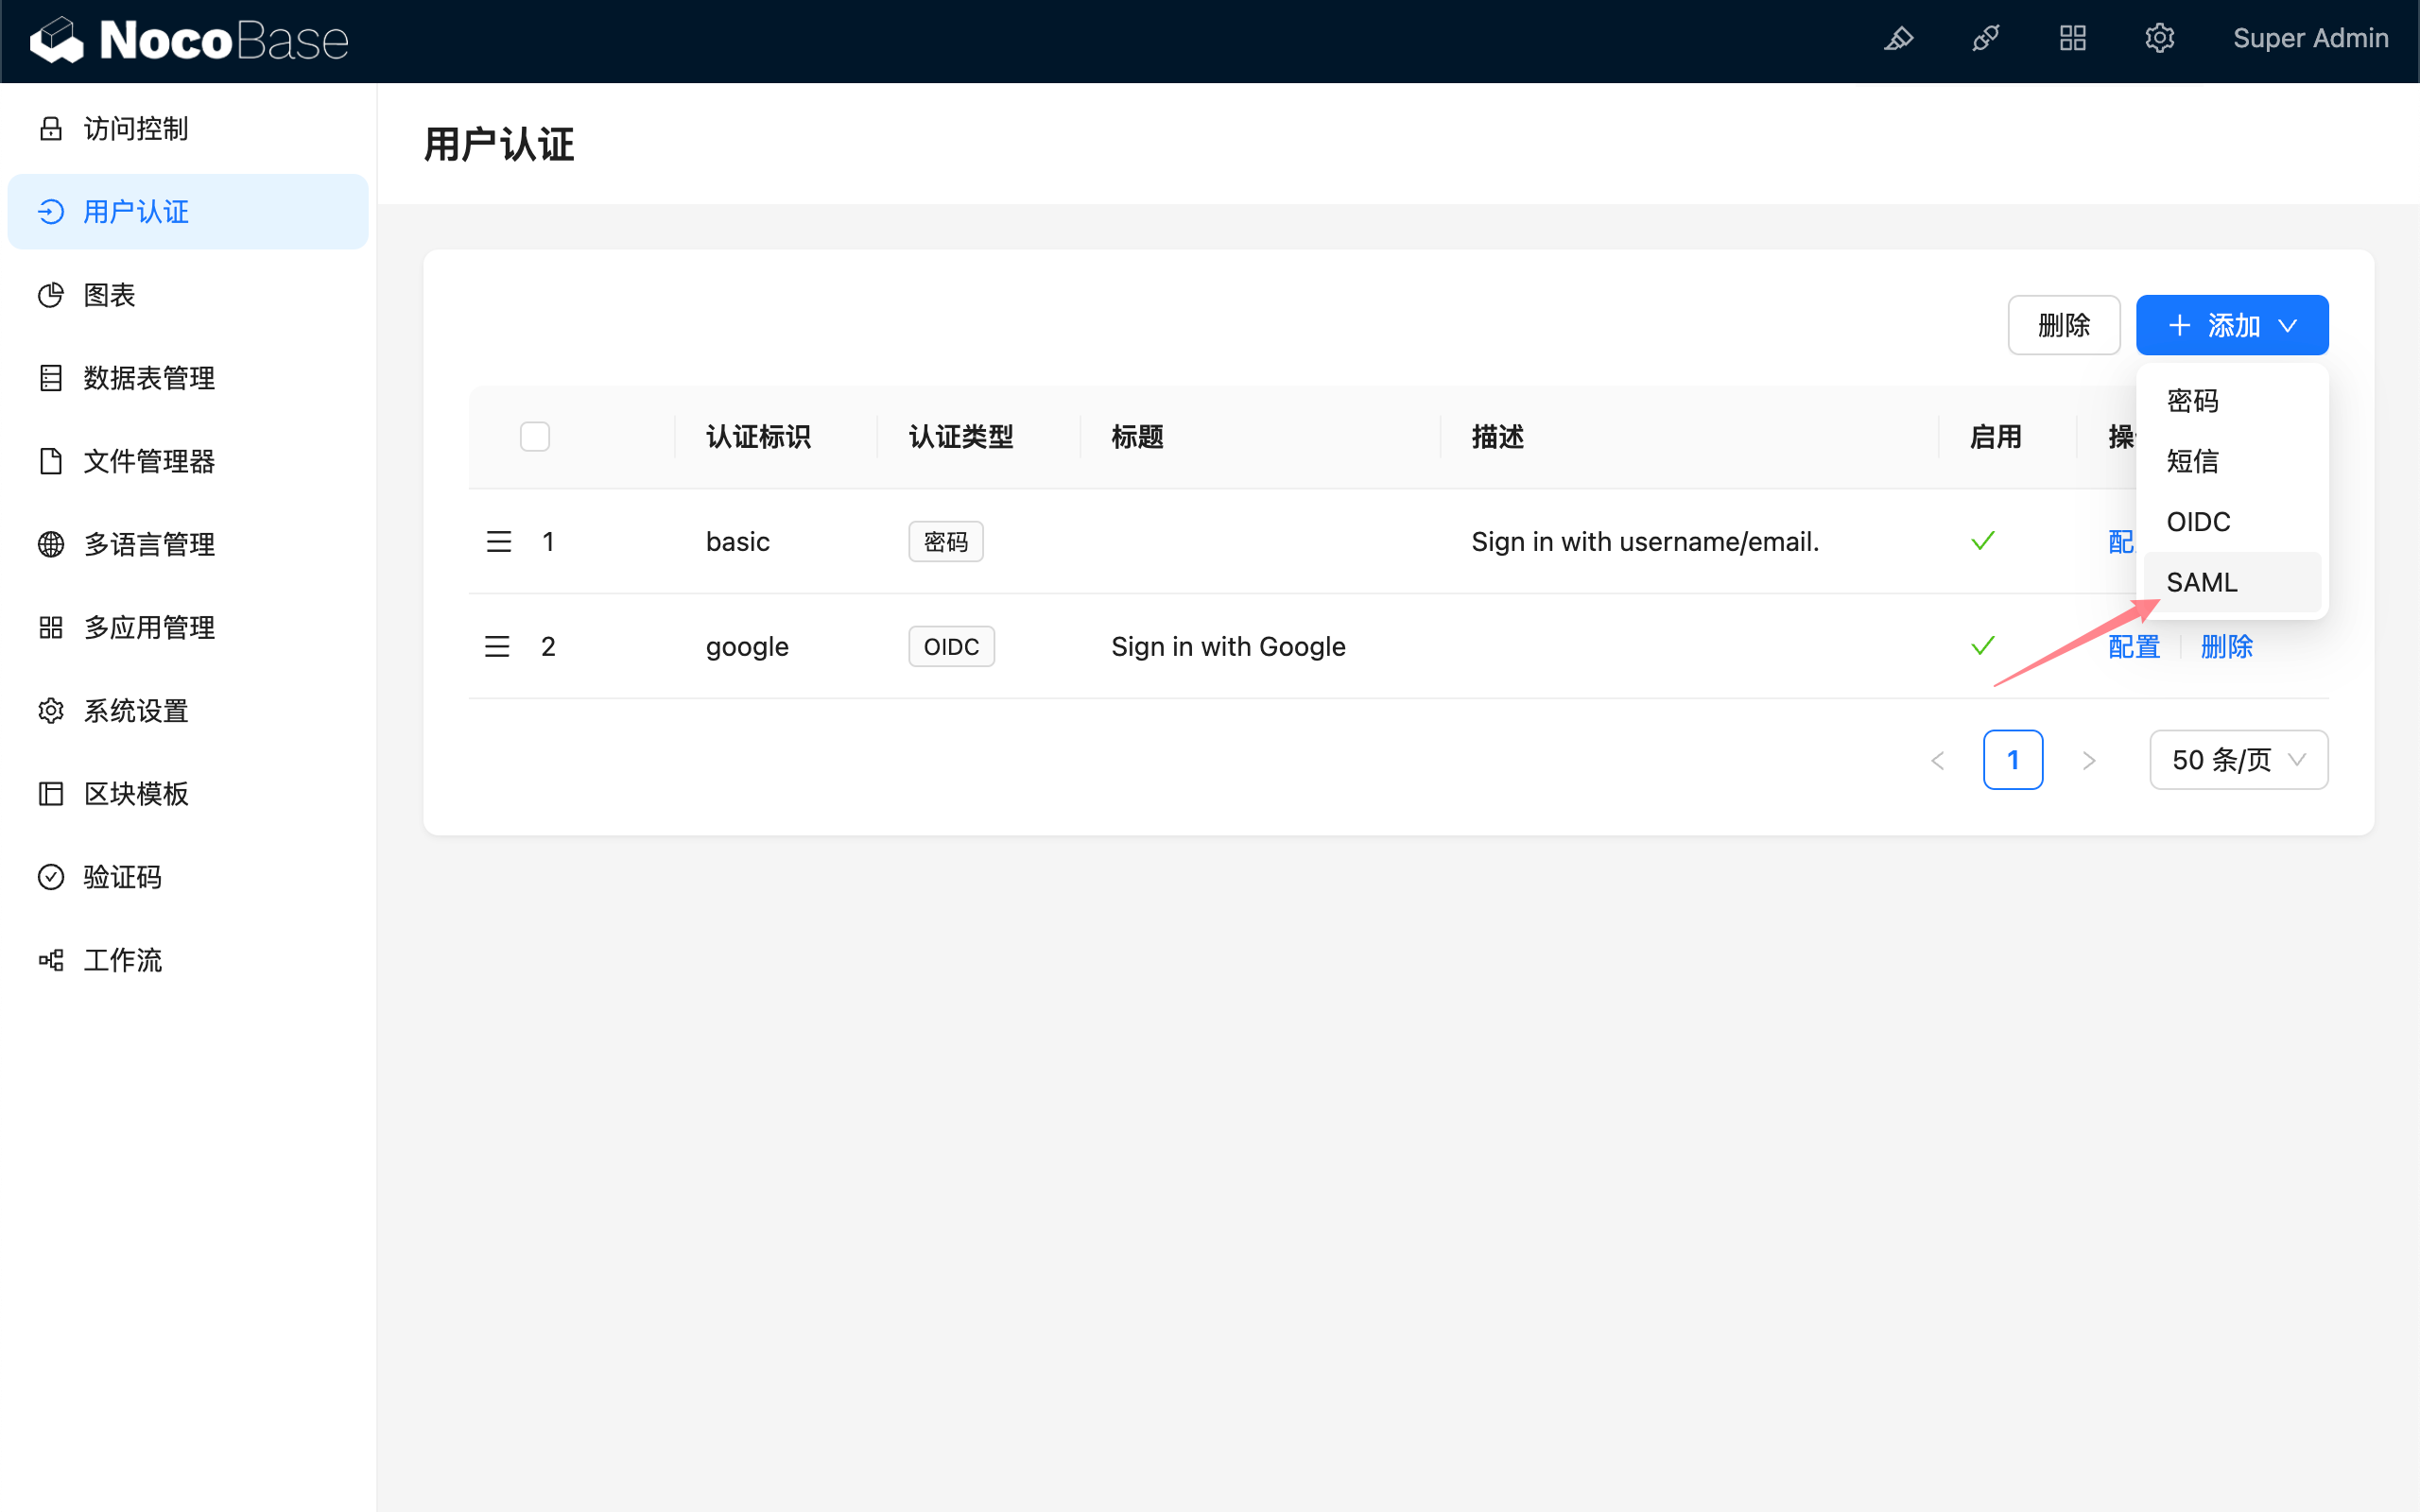 NocoBase
Super Admin
访问控制
用户认证
图表
数据表管理
文件管理器
多语言管理
多应用管理
系统设置
区块模板
验证码
工作流
用户认证
删除
添加
密码
短信
OIDC
SAML
认证标识 认证类型 标题 描述 启用
1 basic 密码 Sign in with username/email. 配
2 google OIDC Sign in with Google 配置 删除
1 50 条/页